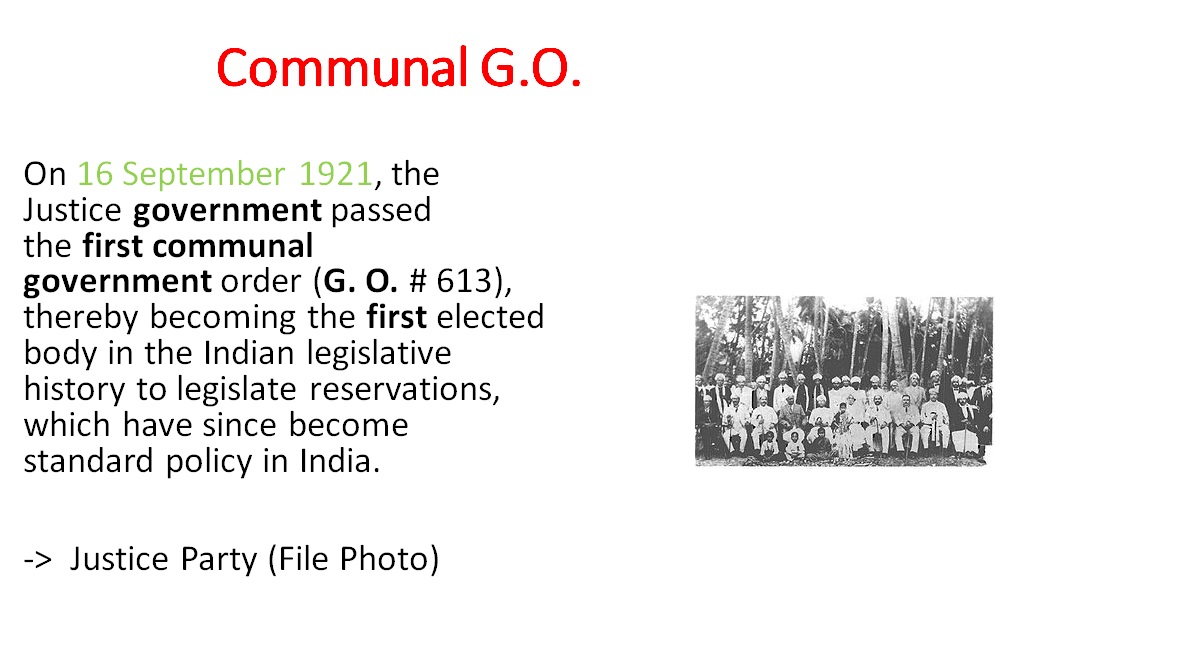 Communal G.O.
On 16 September 1921, the
Justice government passed
the first communal
government order (G. O. # 613),
thereby becoming the first elected
body in the Indian legislative
history to legislate reservations,
which have since become
standard policy in India.
-> Justice Party (File Photo)